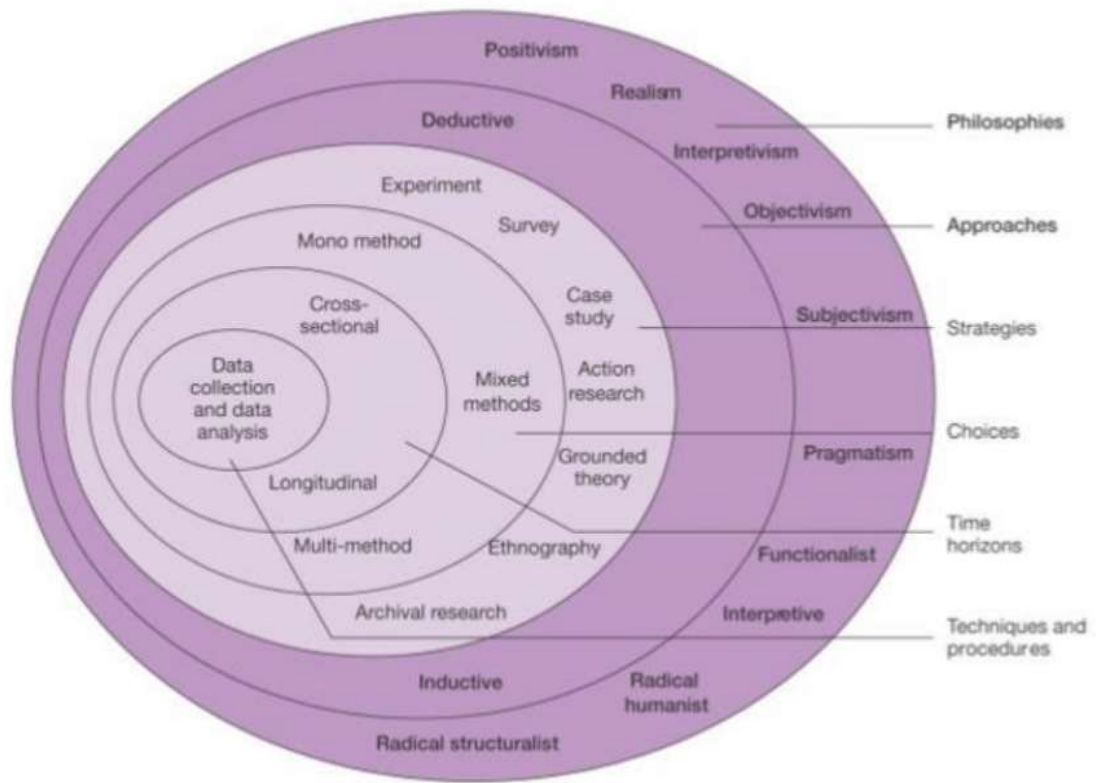 Positivism
Realism
Philosophies
Deductive
Interpretivism
Experiment
Objectivism
Approaches
Survey
Mono method
Case
study
Cross-
sectional
Subjectivism
Strategies
Data
collection
and data
analysis
Mixed
methods
Action
research
Choices
Pragmatism
Grounded
theory
Longitudinal
Time
horizons
Multi-method
Ethnography
Functionalist
Archival research
Interpretive
Techniques and
procedures
Inductive
Radical
humanist
Radical structuralist